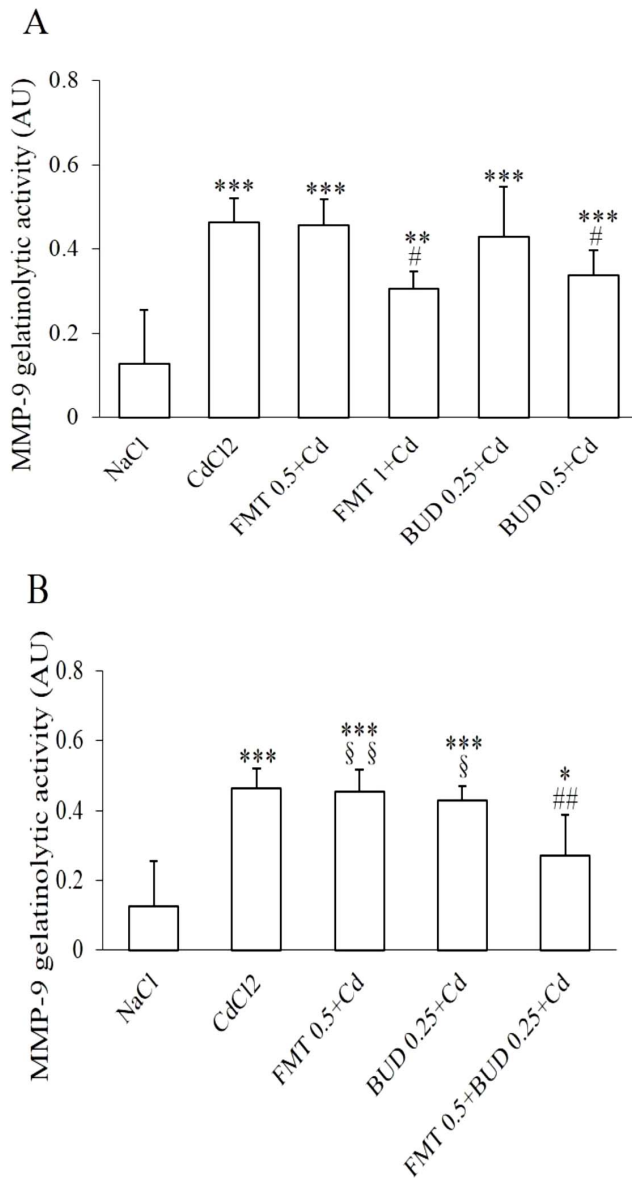 A
MMP-9 gelatinolytic activity (AU)
0.8
0.6
0.4
0.2
0
***
***
**
#
***
***
#
NaCl
CdCl2
FMT 0.5+Cd
FMT 1+Cd
BUD 0.25+Cd
BUD 0.5+Cd
B
MMP-9 gelatinolytic activity (AU)
0.8
0.6
0.4
0.2
0
***
***
§ §
***
§
*
##
NaCl
CdCl2
FMT 0.5+Cd
BUD 0.25+Cd
FMT 0.5+BUD 0.25+Cd